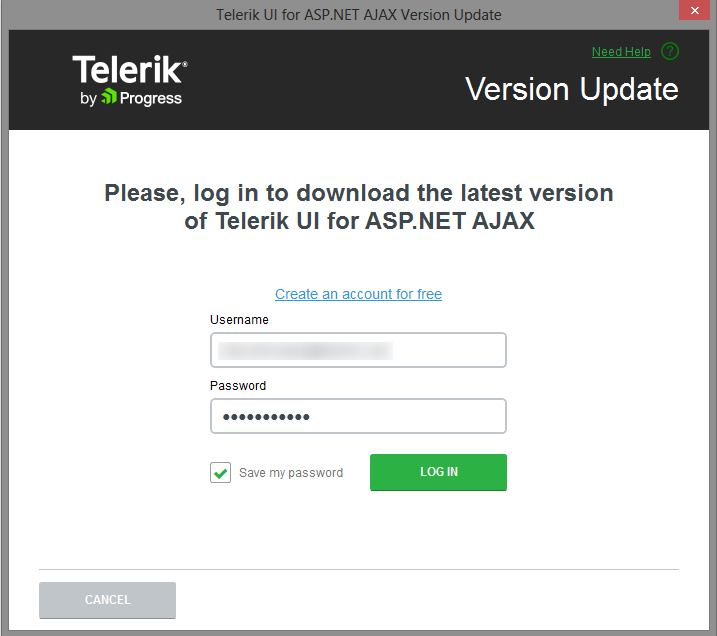 Telerik UI for ASP.NET AJAX Version Update
Need Help ?
Telerik®
by Progress
Version Update
Please, log in to download the latest version
of Telerik UI for ASP.NET AJAX
Create an account for free
Username
Password
•••••••••••
Save my password
LOG IN
CANCEL